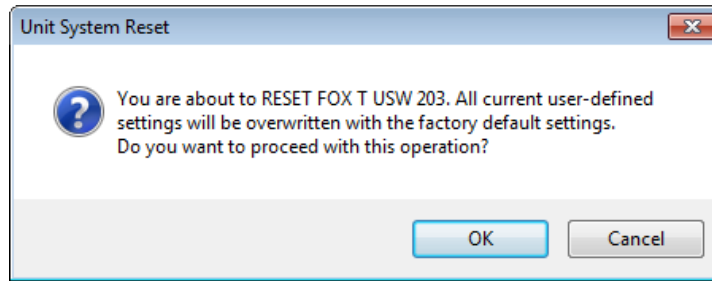 Unit System Reset
You are about to RESET FOX T USW 203. All current user-defined
settings will be overwritten with the factory default settings.
Do you want to proceed with this operation?
OK
Cancel